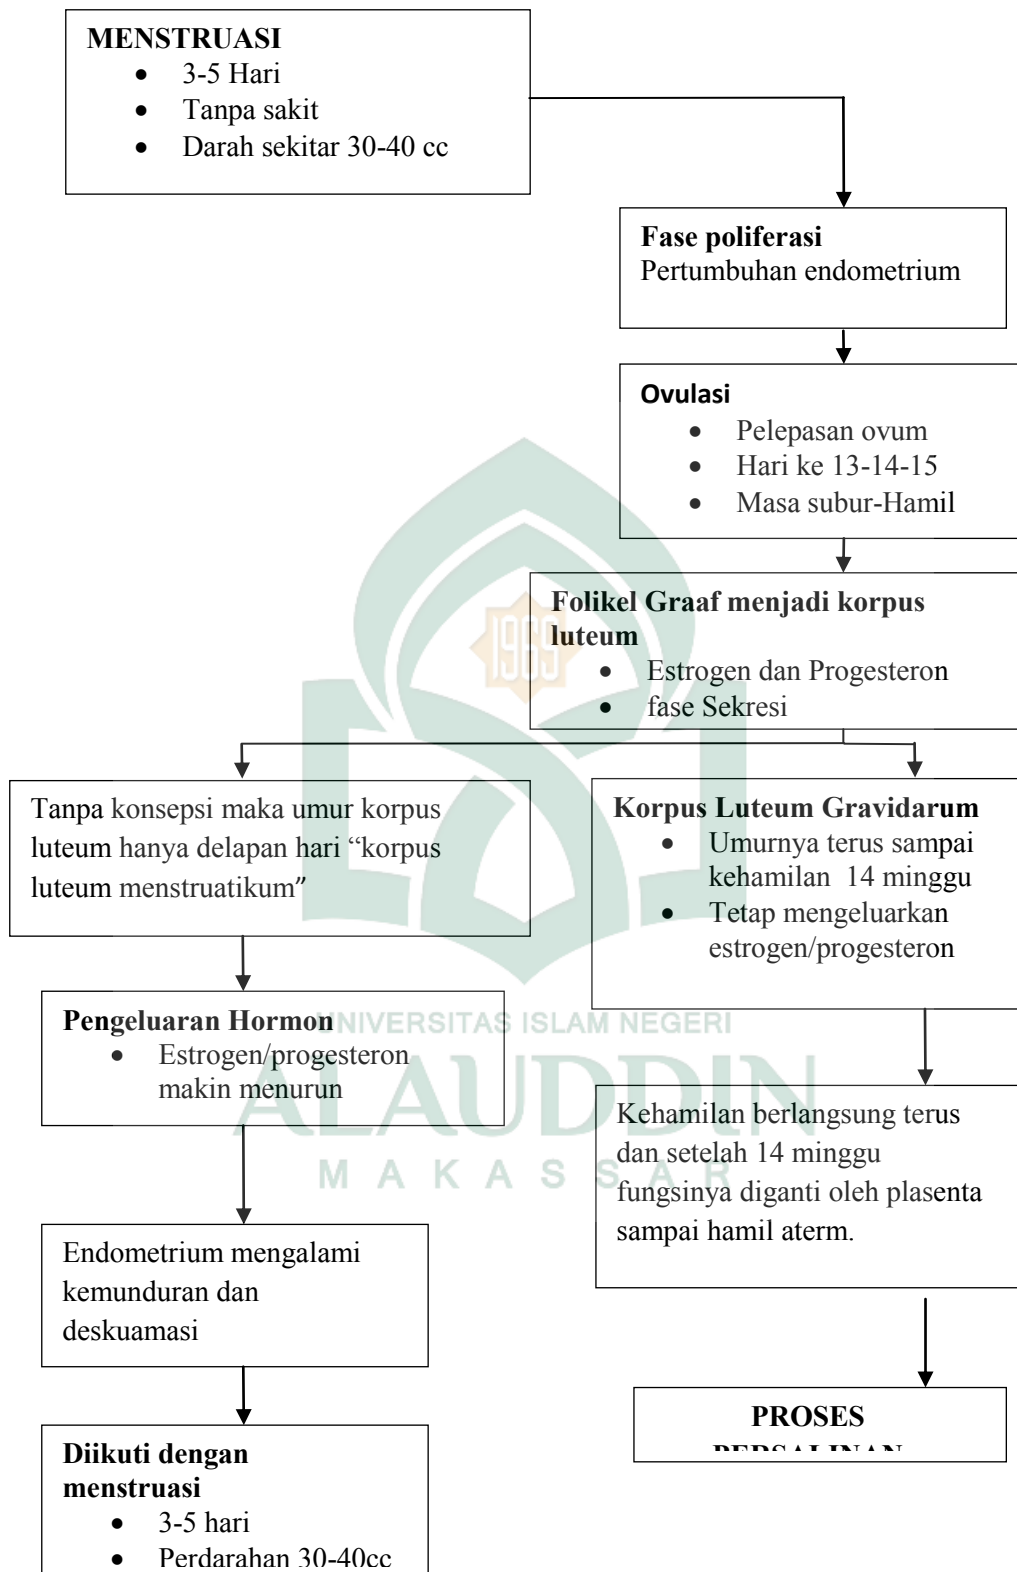 MENSTRUASI
• 3-5 Hari
• Tanpa sakit
• Darah sekitar 30-40 cc
Fase poliferasi
Pertumbuhan endometrium
Ovulasi
• Pelepasan ovum
• Hari ke 13-14-15
• Masa subur-Hamil
Folikel Graaf menjadi korpus
luteum
• Estrogen dan Progesteron
• fase Sekresi
1965
Tanpa konsepsi maka umur korpus
luteum hanya delapan hari “korpus
luteum menstruatikum”
Korpus Luteum Gravidarum
• Umurnya terus sampai
kehamilan 14 minggu
• Tetap mengeluarkan
estrogen/progesteron
Pengeluaran Hormon
• Estrogen/progesteron
makin menurun
UNIVERSITAS ISLAM NEGERI
ALAUDDIN
MAKASSAR
Kehamilan berlangsung terus
dan setelah 14 minggu
fungsinya diganti oleh plasenta
sampai hamil aterm.
Endometrium mengalami
kemunduran dan
deskuamasi
PROSES
PERSALINAN
Diikuti dengan
menstruasi
• 3-5 hari
• Perdarahan 30-40cc